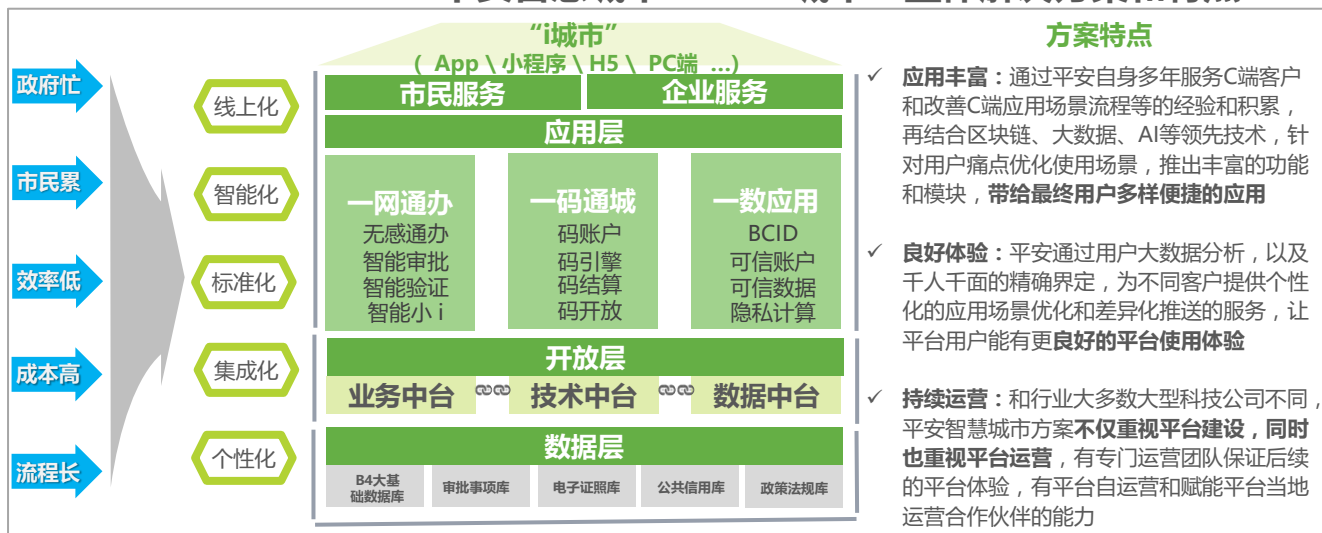 “i城市”
( App \ 小程序 \ H5 \ PC端 ...)
市民服务
企业服务
应用层
一网通办
无感通办
智能审批
智能验证
智能小 i
一码通城
码账户
码引擎
码结算
码开放
一数应用
BCID
可信账户
可信数据
隐私计算
开放层
业务中台
技术中台
数据中台
数据层
B4大基
础数据库
审批事项库
电子证照库
公共信用库
政策法规库
政府忙
市民累
效率低
成本高
流程长
线上化
智能化
标准化
集成化
个性化
方案特点
✓ 应用丰富：通过平安自身多年服务C端客户
和改善C端应用场景流程等的经验和积累，
再结合区块链、大数据、AI等领先技术，针
对用户痛点优化使用场景，推出丰富的功能
和模块，带给最终用户多样便捷的应用
✓ 良好体验：平安通过用户大数据分析，以及
千人千面的精确界定，为不同客户提供个性
化的应用场景优化和差异化推送的服务，让
平台用户能有更良好的平台使用体验
✓ 持续运营：和行业大多数大型科技公司不同，
平安智慧城市方案不仅重视平台建设，同时
也重视平台运营，有专门运营团队保证后续
的平台体验，有平台自运营和赋能平台当地
运营合作伙伴的能力